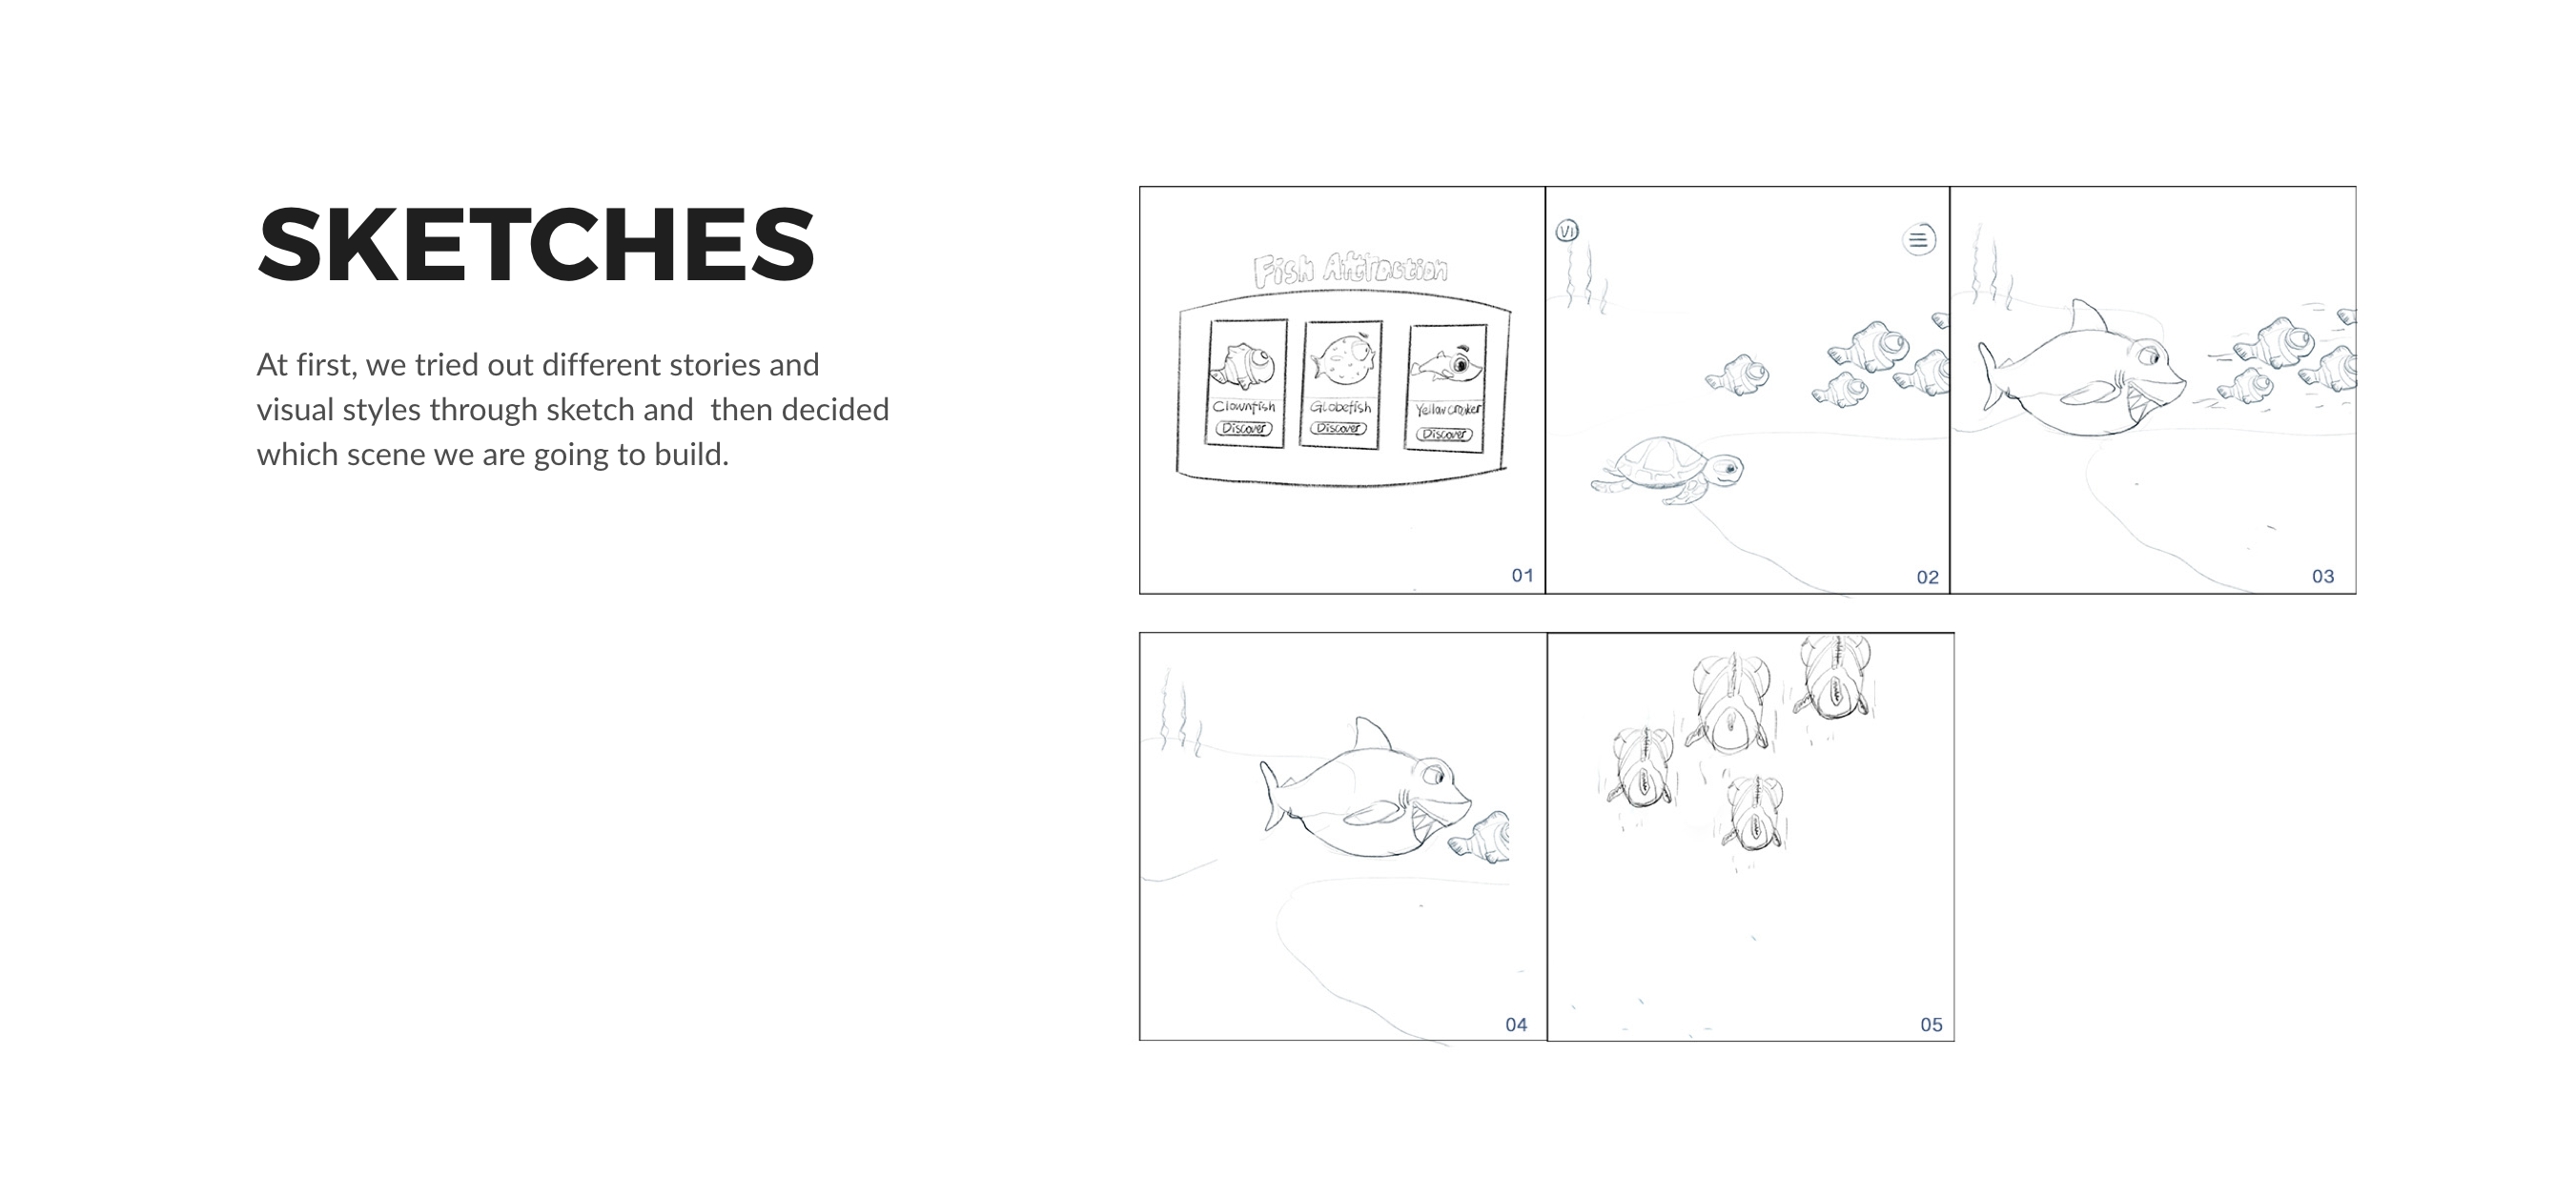 SKETCHES
At first, we tried out different stories and
visual styles through sketch and  then decided
which scene we are going to build.
Fish Attraction
Clownfish
Globefish
Yellow croaker
Discover
Discover
Discover
01
VI
02
03
04
05